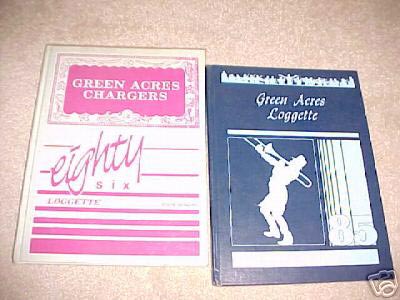 GREEN ACRES
CHARGERS
eighty
six
LOGGETTE
Green Acres
Loggette
85